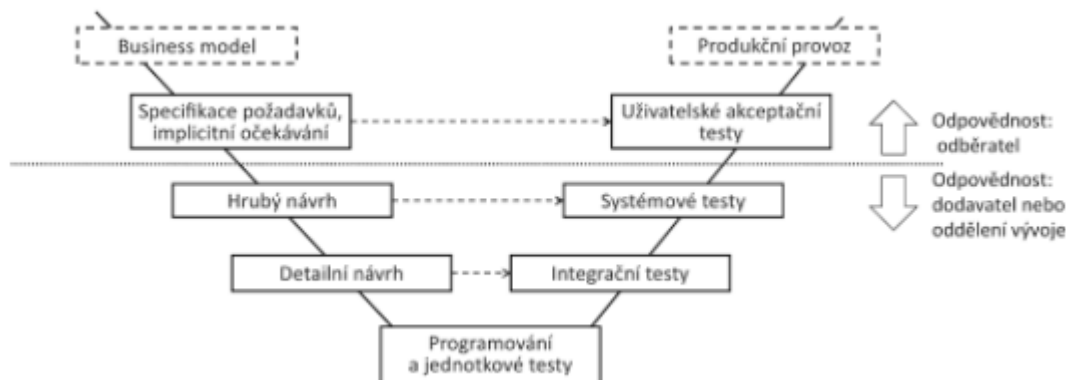 Business model
Produkční provoz
Specifikace požadavků,
implicitní očekávání
Uživatelské akceptační
testy
Odpovědnost:
odběratel
Hrubý návrh
Systémové testy
Odpovědnost:
dodavatel nebo
oddělení vývoje
Detailní návrh
Integrační testy
Programování
a jednotkové testy